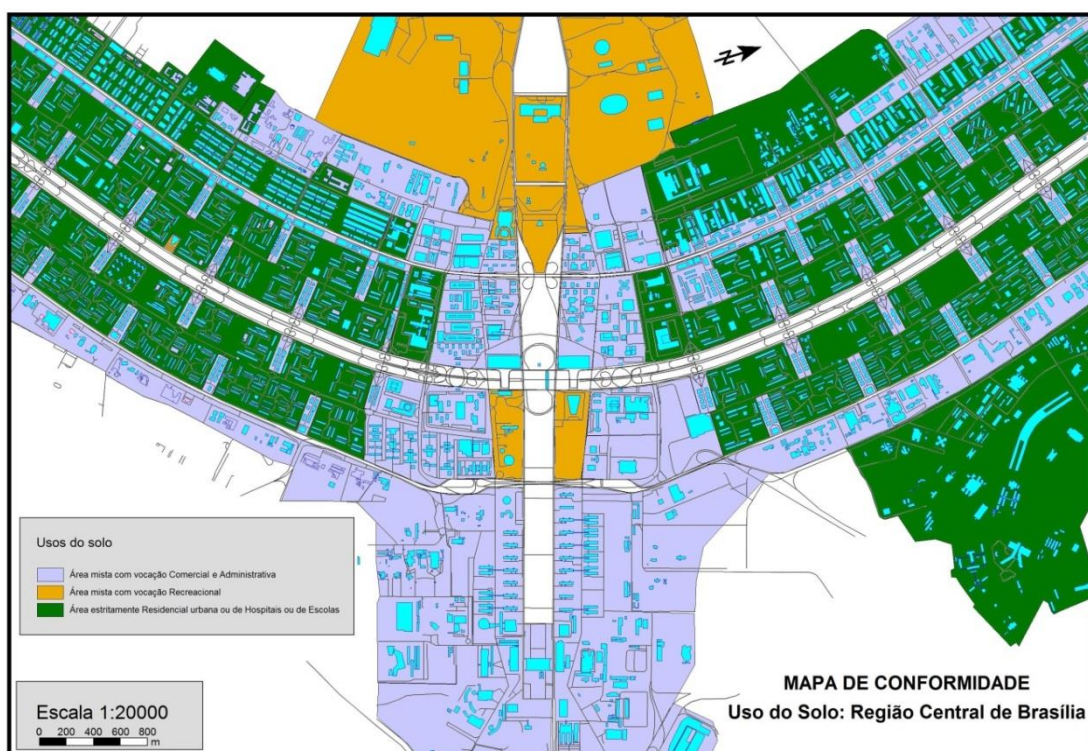 N
Usos do solo
Área mista com vocação Comercial e Administrativa
Área mista com vocação Recreacional
Área estritamente Residencial urbana ou de Hospitais ou de Escolas
Escala 1:20000
0 200 400 600 800
m
MAPA DE CONFORMIDADE
Uso do Solo: Região Central de Brasília